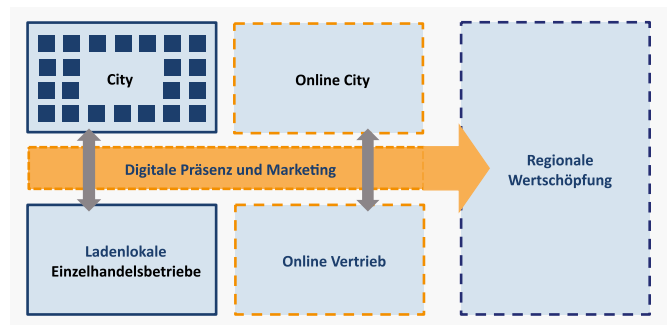 City
Online City
Digitale Präsenz und Marketing
Regionale
Wertschöpfung
Ladenlokale
Einzelhandelsbetriebe
Online Vertrieb